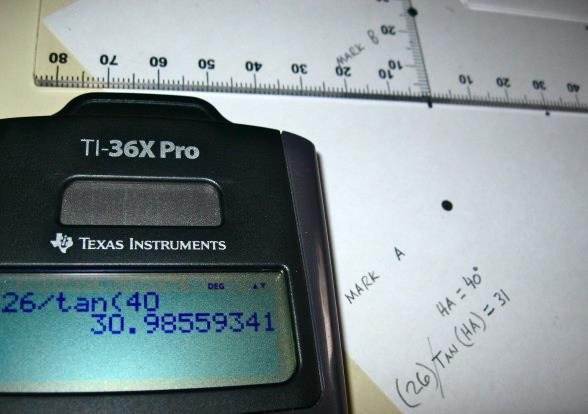 80 70 60 50 40 30 20 10 10 20 30 40
20
10
MARK B
TI-36X Pro
TEXAS INSTRUMENTS
DEG
26/tan(40
30.98559341
MARK A
HA = 40°
(26)/TAN (HA) = 31